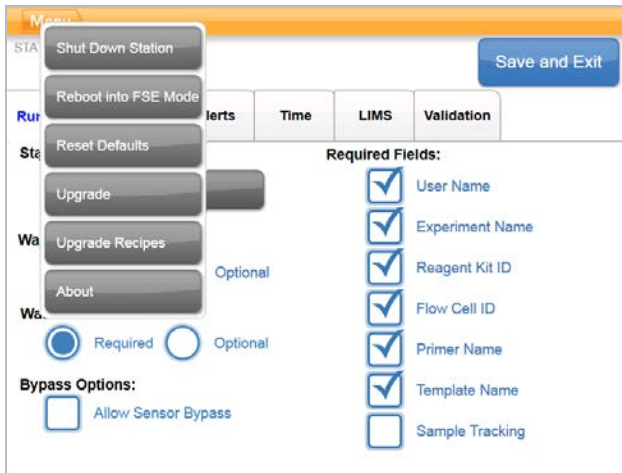 Menu
Shut Down Station
Save and Exit
Reboot into FSE Mode
Time
LIMS
Validation
Reset Defaults
Required Fields:
User Name
Upgrade
Experiment Name
Upgrade Recipes
Optional
Reagent Kit ID
About
Flow Cell ID
Required
Optional
Primer Name
Bypass Options:
Template Name
Allow Sensor Bypass
Sample Tracking